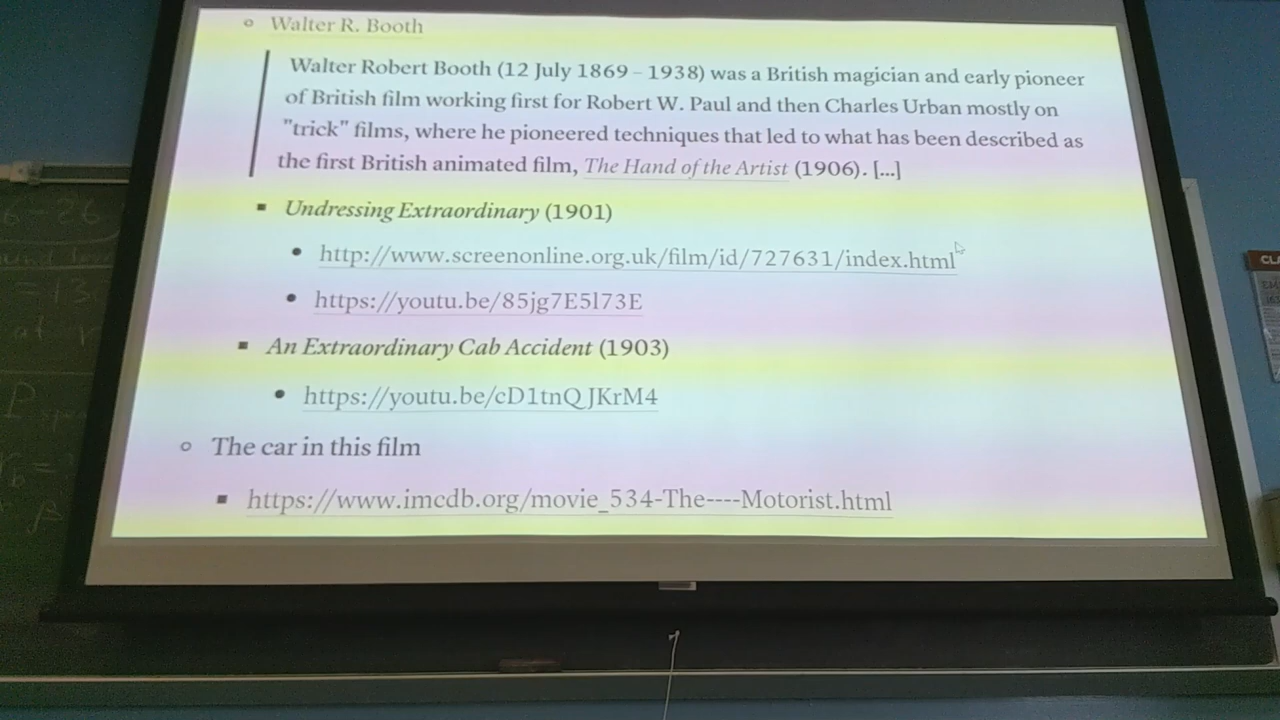 Walter R. Booth
Walter Robert Booth (12 July 1869 – 1938) was a British magician and early pioneer
of British film working first for Robert W. Paul and then Charles Urban mostly on
"trick" films, where he pioneered techniques that led to what has been described as
the first British animated film, The Hand of the Artist (1906). [...]
Undressing Extraordinary (1901)
http://www.screenonline.org.uk/film/id/727631/index.html
https://youtu.be/85jg7E5l73E
An Extraordinary Cab Accident (1903)
https://youtu.be/cD1tnQJKrM4
The car in this film
https://www.imcdb.org/movie_534-The----Motorist.html